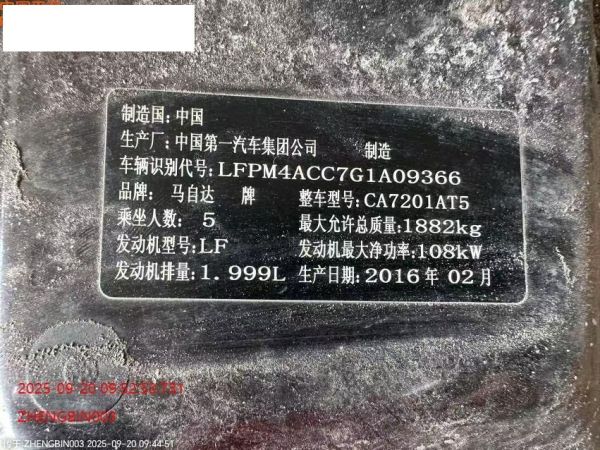 制造国:中国
生产厂:中国第一汽车集团公司 制造
车辆识别代号:LFPM4ACC7G1A09366
品牌:马自达 牌 整车型号:CA7201AT5
乘坐人数:5 最大允许总质量:1882kg
发动机型号:LF 发动机最大净功率:108kW
发动机排量:1.999L 生产日期:2016年02月
2025-09-20 09:52:53.731
ZHENGBIN003
ZHENGBIN003 2025-09-20 09:44:51